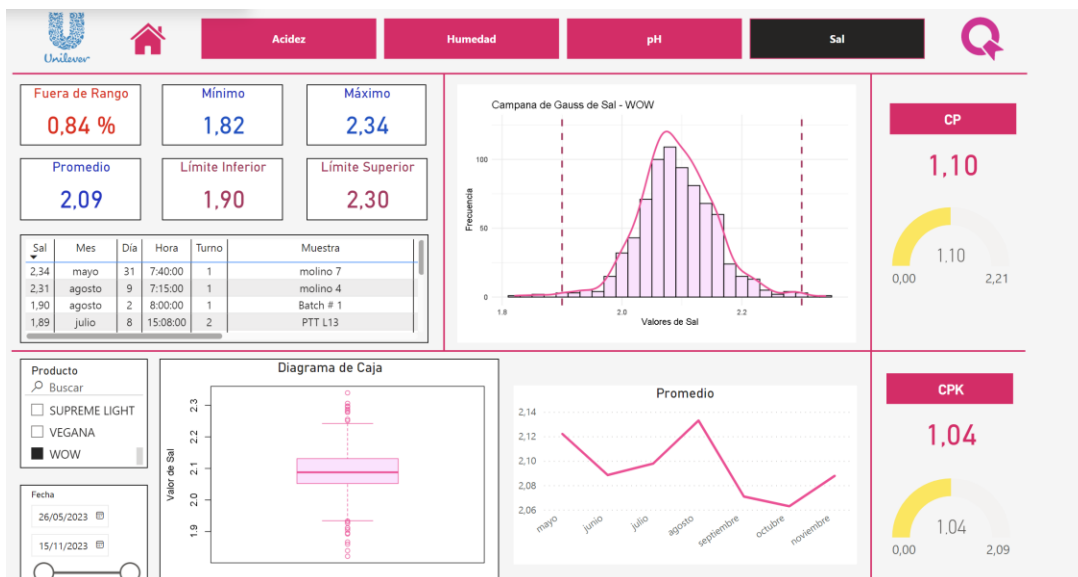 Unilever
Acidez
Humedad
pH
Sal
Fuera de Rango
0,84 %
Mínimo
1,82
Máximo
2,34
Promedio
2,09
Límite Inferior
1,90
Límite Superior
2,30
Sal Mes Día Hora Turno Muestra
2,34 mayo 31 7:40:00 1 molino 7
2,31 agosto 9 7:15:00 1 molino 4
1,90 agosto 2 8:00:00 1 Batch # 1
1,89 julio 8 15:08:00 2 PTT L13
Campana de Gauss de Sal - WOW
Frecuencia
100
50
0
1.8 2.0 2.2
Valores de Sal
CP
1,10
1,10
0,00 2,21
Producto
Buscar
SUPREME LIGHT
VEGANA
WOW
Fecha
26/05/2023
15/11/2023
Diagrama de Caja
Valor de Sal
2.3
2.2
2.1
2.0
1.9
Promedio
2,14
2,12
2,10
2,08
2,06
mayo junio julio agosto septiembre octubre noviembre
CPK
1,04
1,04
0,00 2,09